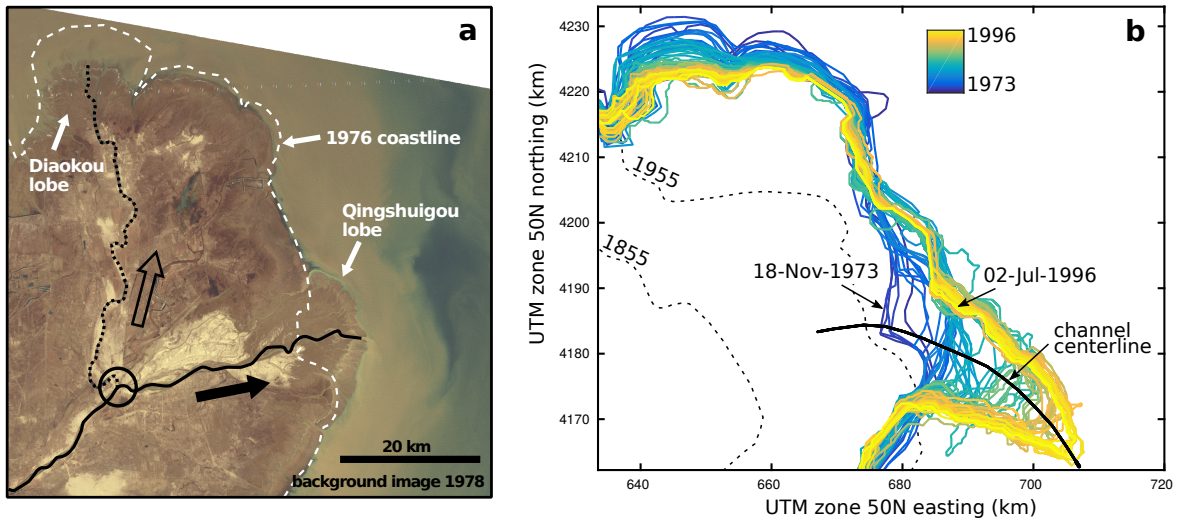 a
Diaokou
lobe
1976 coastline
Qingshuigou
lobe
20 km
background image 1978
b
UTM zone 50N northing (km)
4230
4220
4210
4200
4190
4180
4170
1996
1973
1955
1855
18-Nov-1973
02-Jul-1996
channel
centerline
640
660
680
700
720
UTM zone 50N easting (km)